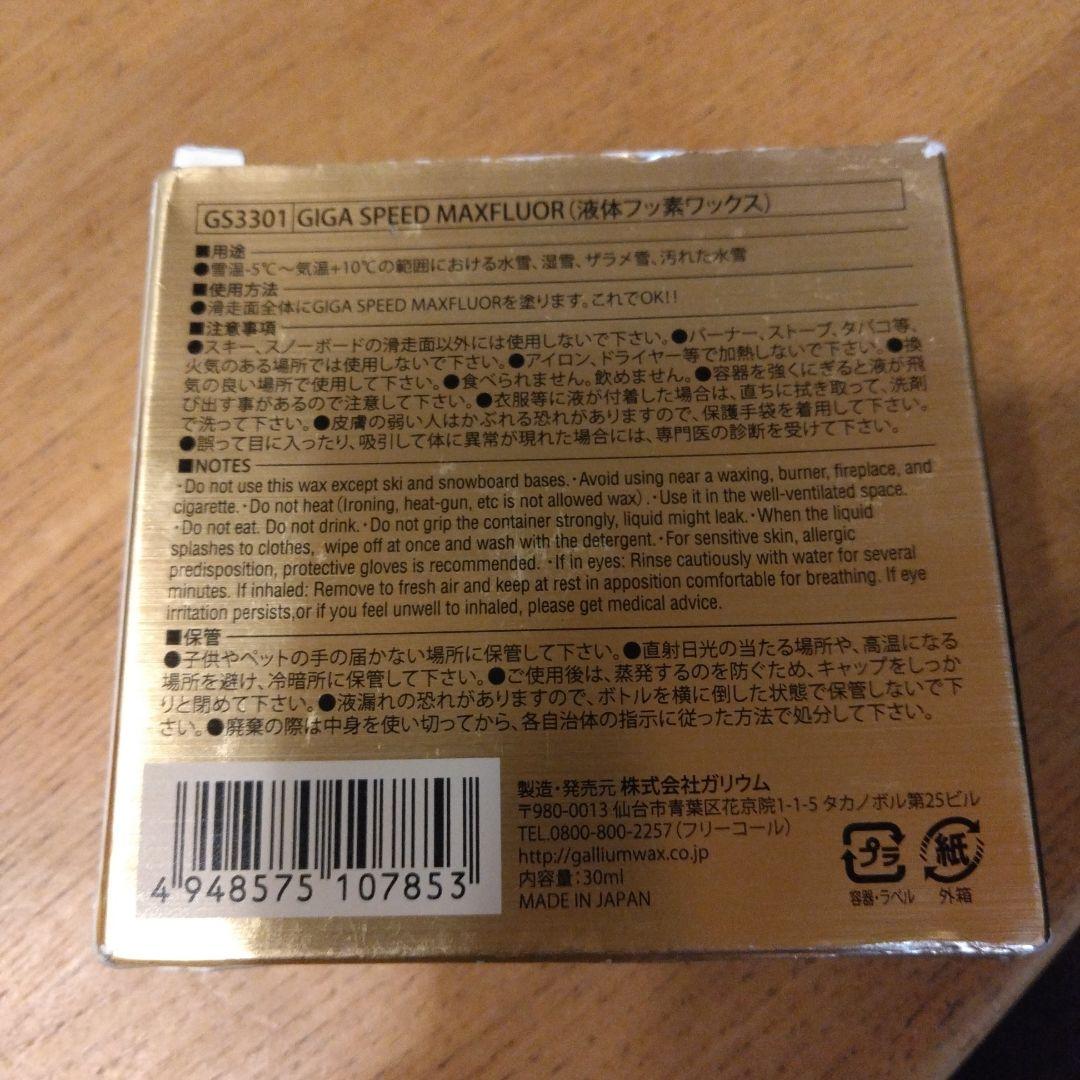 GS3301 GIGA SPEED MAXFLUOR(液体フッ素ワックス)
■用途
●雪温-5℃〜気温+10℃の範囲における水雪、湿雪、ザラメ雪、汚れた水雪
■使用方法
●滑走面全体にGIGA SPEED MAXFLUORを塗ります。これでOK!!
■注意事項
●スキー、スノーボードの滑走面以外には使用しないで下さい。●バーナー、ストーブ、タバコ等、
火気のある場所では使用しないで下さい。●アイロン、ドライヤー等で加熱しないで下さい。●換
気の良い場所で使用して下さい。●食べられません。飲めません。●容器を強くにぎると液が飛
び出す事があるので注意して下さい。●衣服等に液が付着した場合は、直ちに拭き取って、洗剤
で洗って下さい。●皮膚の弱い人はかぶれる恐れがありますので、保護手袋を着用して下さい。
●誤って目に入ったり、吸引して体に異常が現れた場合には、専門医の診断を受けて下さい。
■NOTES
・Do not use this wax except ski and snowboard bases.・Avoid using near a waxing, burner, fireplace, and
cigarette.・Do not heat(Ironing, heat-gun, etc is not allowed wax).・Use it in the well-ventilated space.
・Do not eat. Do not drink.・Do not grip the container strongly, liquid might leak.・When the liquid
splashes to clothes, wipe off at once and wash with the detergent.・For sensitive skin, allergic
predisposition, protective gloves is recommended. ・If in eyes: Rinse cautiously with water for several
minutes. If inhaled: Remove to fresh air and keep at rest in apposition comfortable for breathing. If eye
irritation persists,or if you feel unwell to inhaled, please get medical advice.
■保管
●子供やペットの手の届かない場所に保管して下さい。●直射日光の当たる場所や、高温になる
場所を避け、冷暗所に保管して下さい。●ご使用後は、蒸発するのを防ぐため、キャップをしっか
りと閉めて下さい。●液漏れの恐れがありますので、ボトルを横に倒した状態で保管しないで下
さい。●廃棄の際は中身を使い切ってから、各自治体の指示に従った方法で処分して下さい。
4 948575 107853
製造・発売元 株式会社ガリウム
〒980-0013 仙台市青葉区花京院1-1-5 タカノボル第25ビル
TEL.0800-800-2257(フリーコール)
http://galliumwax.co.jp
内容量:30ml
MADE IN JAPAN
プラ
容器・ラベル
紙
外箱